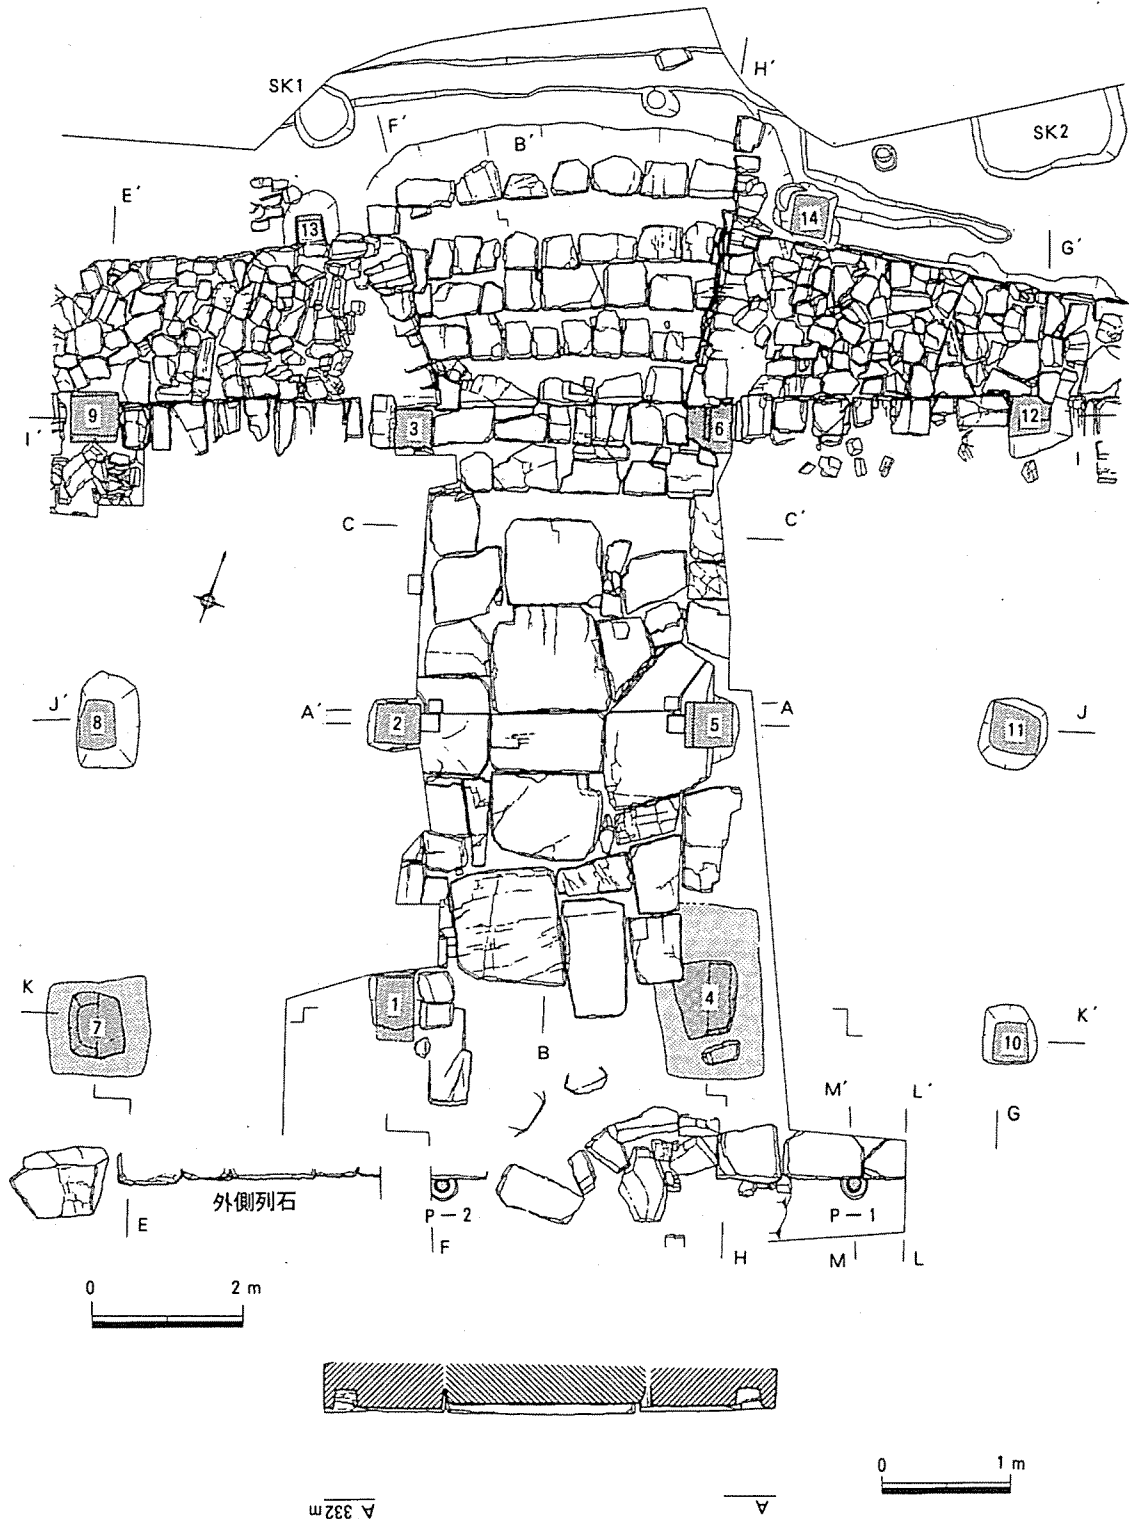 H′
SK1
F′
B′
SK2
E′
14
13
G′
9
3
6
12
I′
I
C
C′
J′
8
A′
2
5
A
11
J
K
7
1
4
10
K′
B
M′
L′
G
外側列石
E
P－2
F
P－1
H
M
L
0 2 m
0 1 m
A 332m
A